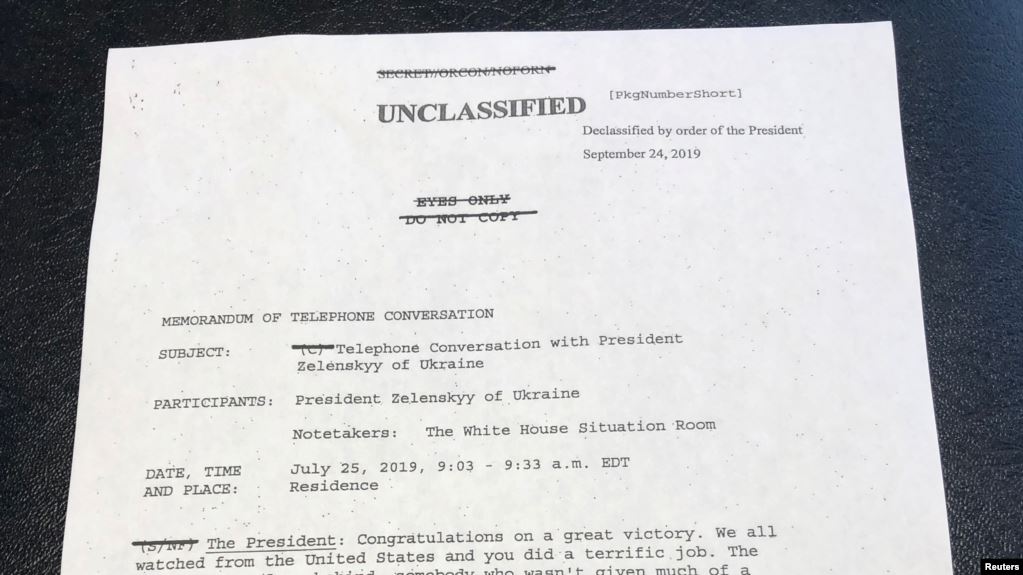 SECRET//ORCON/NOFORN
[PkgNumberShort]
UNCLASSIFIED
Declassified by order of the President
September 24, 2019
EYES ONLY
DO NOT COPY
MEMORANDUM OF TELEPHONE CONVERSATION
SUBJECT: (C) Telephone Conversation with President
Zelenskyy of Ukraine
PARTICIPANTS: President Zelenskyy of Ukraine
Notetakers: The White House Situation Room
DATE, TIME July 25, 2019, 9:03 - 9:33 a.m. EDT
AND PLACE: Residence
(S/NF) The President: Congratulations on a great victory. We all
watched from the United States and you did a terrific job. The
somebody who wasn't given much of a
Reuters